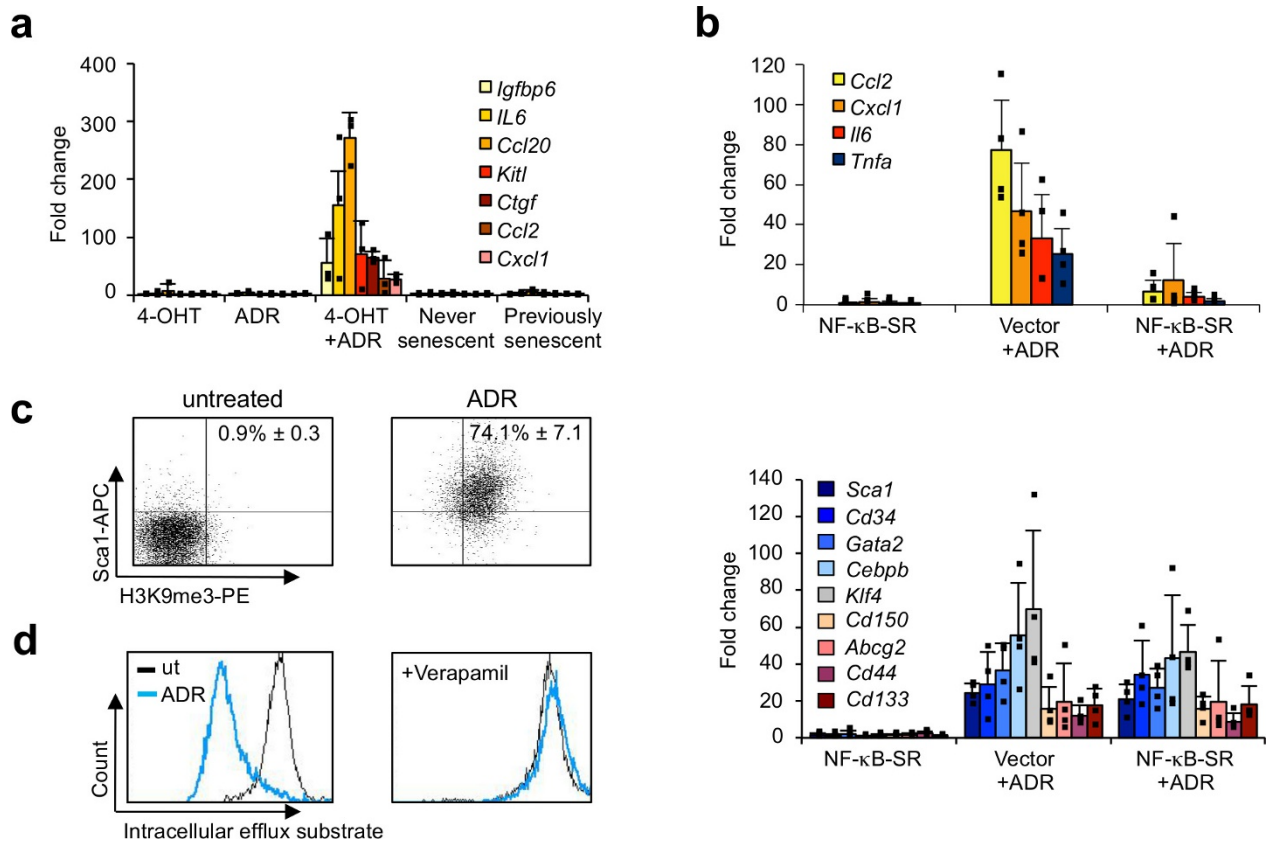 a
400
300
200
100
0
Fold change
Igfbp6
IL6
Ccl20
Kitl
Ctgf
Ccl2
Cxcl1
4-OHT
ADR
4-OHT
+ADR
Never
senescent
Previously
senescent
b
120
100
80
60
40
20
0
Fold change
Ccl2
Cxcl1
Il6
Tnfa
NF-κB-SR
Vector
+ADR
NF-κB-SR
+ADR
c
untreated
ADR
0.9% ± 0.3
74.1% ± 7.1
Sca1-APC
H3K9me3-PE
d
ut
ADR
+Verapamil
Count
Intracellular efflux substrate
140
120
100
80
60
40
20
0
Fold change
Sca1
Cd34
Gata2
Cebpb
Klf4
Cd150
Abcg2
Cd44
Cd133
NF-κB-SR
Vector
+ADR
NF-κB-SR
+ADR